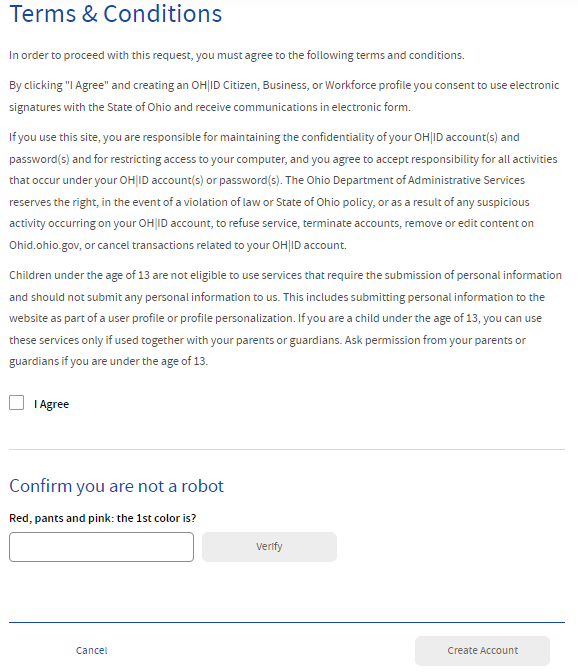 Terms & Conditions
In order to proceed with this request, you must agree to the following terms and conditions.
By clicking "I Agree" and creating an OH|ID Citizen, Business, or Workforce profile you consent to use electronic
signatures with the State of Ohio and receive communications in electronic form.
If you use this site, you are responsible for maintaining the confidentiality of your OH|ID account(s) and
password(s) and for restricting access to your computer, and you agree to accept responsibility for all activities
that occur under your OH|ID account(s) or password(s). The Ohio Department of Administrative Services
reserves the right, in the event of a violation of law or State of Ohio policy, or as a result of any suspicious
activity occurring on your OH|ID account, to refuse service, terminate accounts, remove or edit content on
Ohid.ohio.gov, or cancel transactions related to your OH|ID account.
Children under the age of 13 are not eligible to use services that require the submission of personal information
and should not submit any personal information to us. This includes submitting personal information to the
website as part of a user profile or profile personalization. If you are a child under the age of 13, you can use
these services only if used together with your parents or guardians. Ask permission from your parents or
guardians if you are under the age of 13.
I Agree
Confirm you are not a robot
Red, pants and pink: the 1st color is?
Verify
Cancel
Create Account